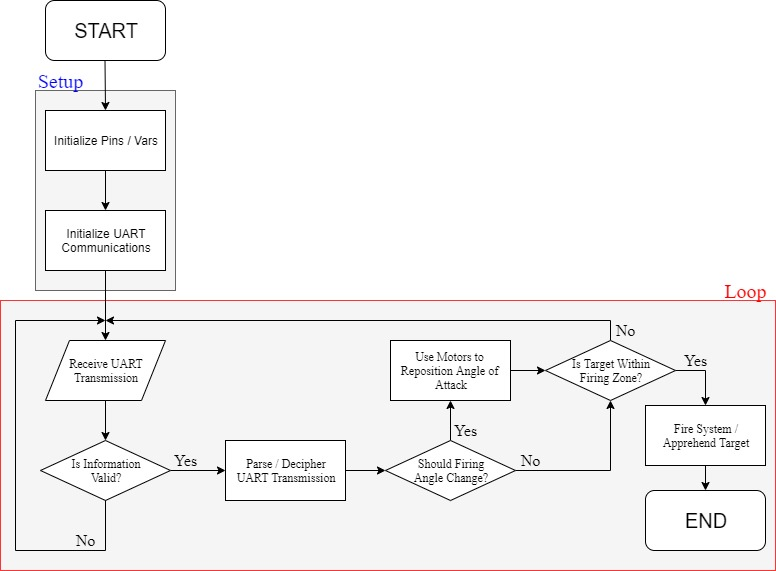 START
Setup
Initialize Pins / Vars
Initialize UART
Communications
Loop
No
Receive UART
Transmission
Use Motors to
Reposition Angle of
Attack
Is Target Within
Firing Zone?
Yes
Fire System /
Apprehend Target
Is Information
Valid?
Yes
Parse / Decipher
UART Transmission
Yes
Should Firing
Angle Change?
No
No
END